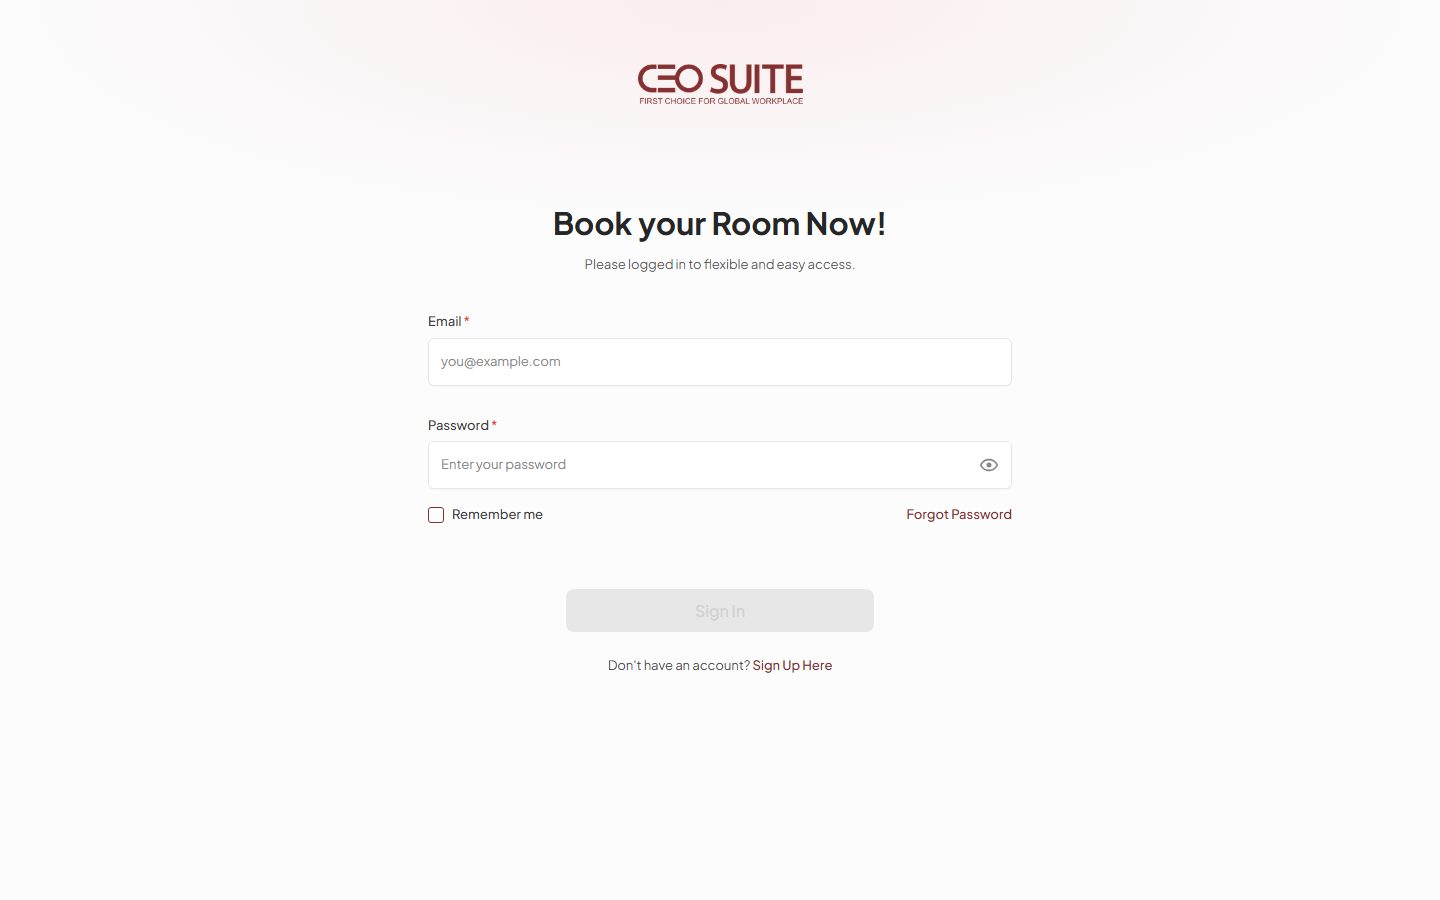 CEO SUITE
FIRST CHOICE FOR GLOBAL WORKPLACE
Book your Room Now!
Please logged in to flexible and easy access.
Email *
you@example.com
Password *
Enter your password
Remember me
Forgot Password
Sign In
Don't have an account? Sign Up Here